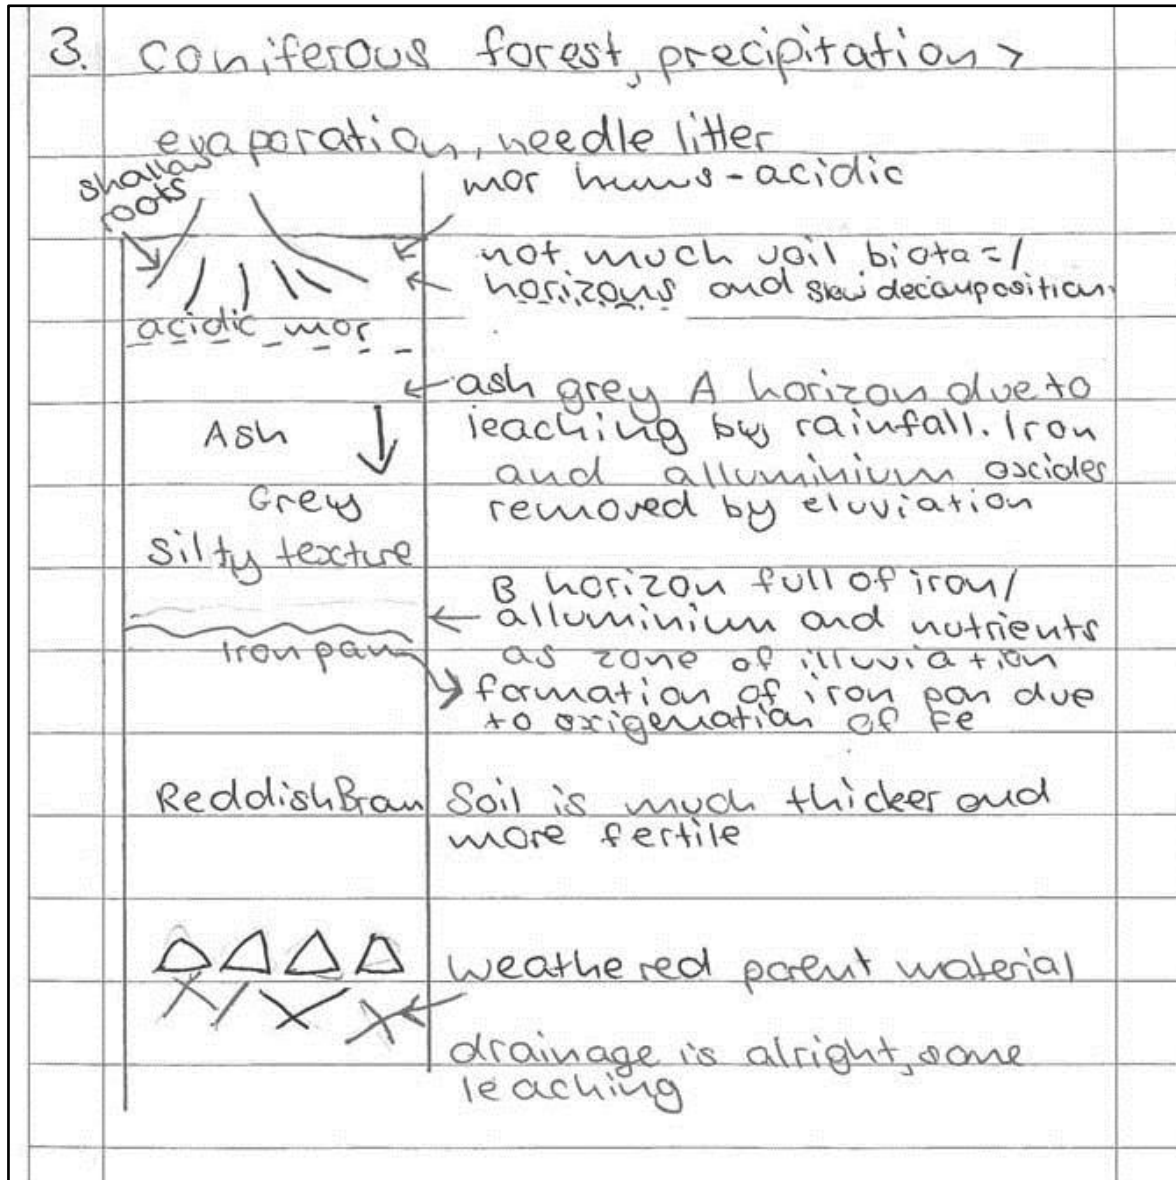 3. Coniferous forest, precipitation >
evaporation, needle litter
shallow
roots
mor humus - acidic
not much soil biota = /
horizons and slow decomposition.
acidic mor
ash grey A horizon due to
leaching by rainfall. Iron
and alluminium oxcides
removed by eluviation
Ash
Grey
Silty texture
B horizon full of iron/
alluminium and nutrients
as zone of illuviation
iron pan
formation of iron pan due
to oxigenation of Fe
Reddish Brown
Soil is much thicker and
more fertile
weathered parent material
drainage is alright, some
leaching